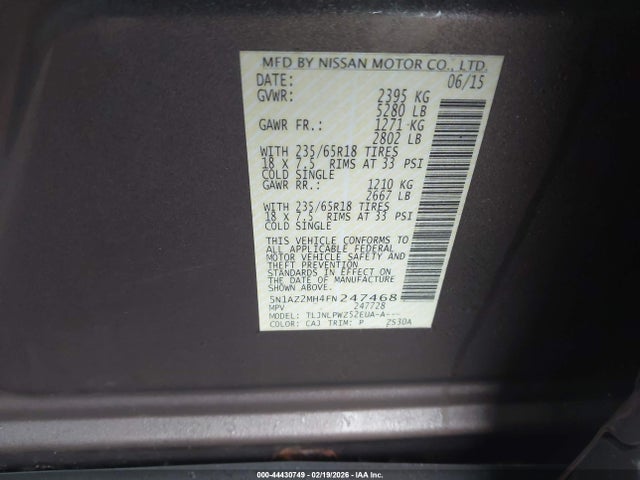 MFD BY NISSAN MOTOR CO., LTD.
DATE: 06/15
GVWR: 2395 KG
5280 LB
GAWR FR.: 1271 KG
2802 LB
WITH 235/65R18 TIRES
18 X 7.5 RIMS AT 33 PSI
COLD SINGLE
GAWR RR.: 1210 KG
2667 LB
WITH 235/65R18 TIRES
18 X 7.5 RIMS AT 33 PSI
COLD SINGLE
THIS VEHICLE CONFORMS TO
ALL APPLICABLE FEDERAL
MOTOR VEHICLE SAFETY AND
THEFT PREVENTION
STANDARDS IN EFFECT ON
THE DATE OF MANUFACTURE
5N1AZ2MH4FN247468
MPV 247728
MODEL: TLJNLPWZ52EUA-A---
COLOR: CAJ TRIM: P ZS30A
000-44430749 - 02/19/2026 - IAA Inc.